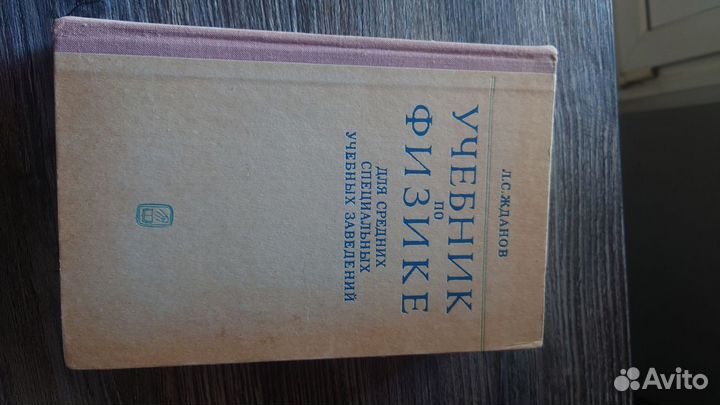 Л.С.ЖДАНОВ
УЧЕБНИК
ПО
ФИЗИКЕ
ДЛЯ СРЕДНИХ
СПЕЦИАЛЬНЫХ
УЧЕБНЫХ ЗАВЕДЕНИЙ
Avito